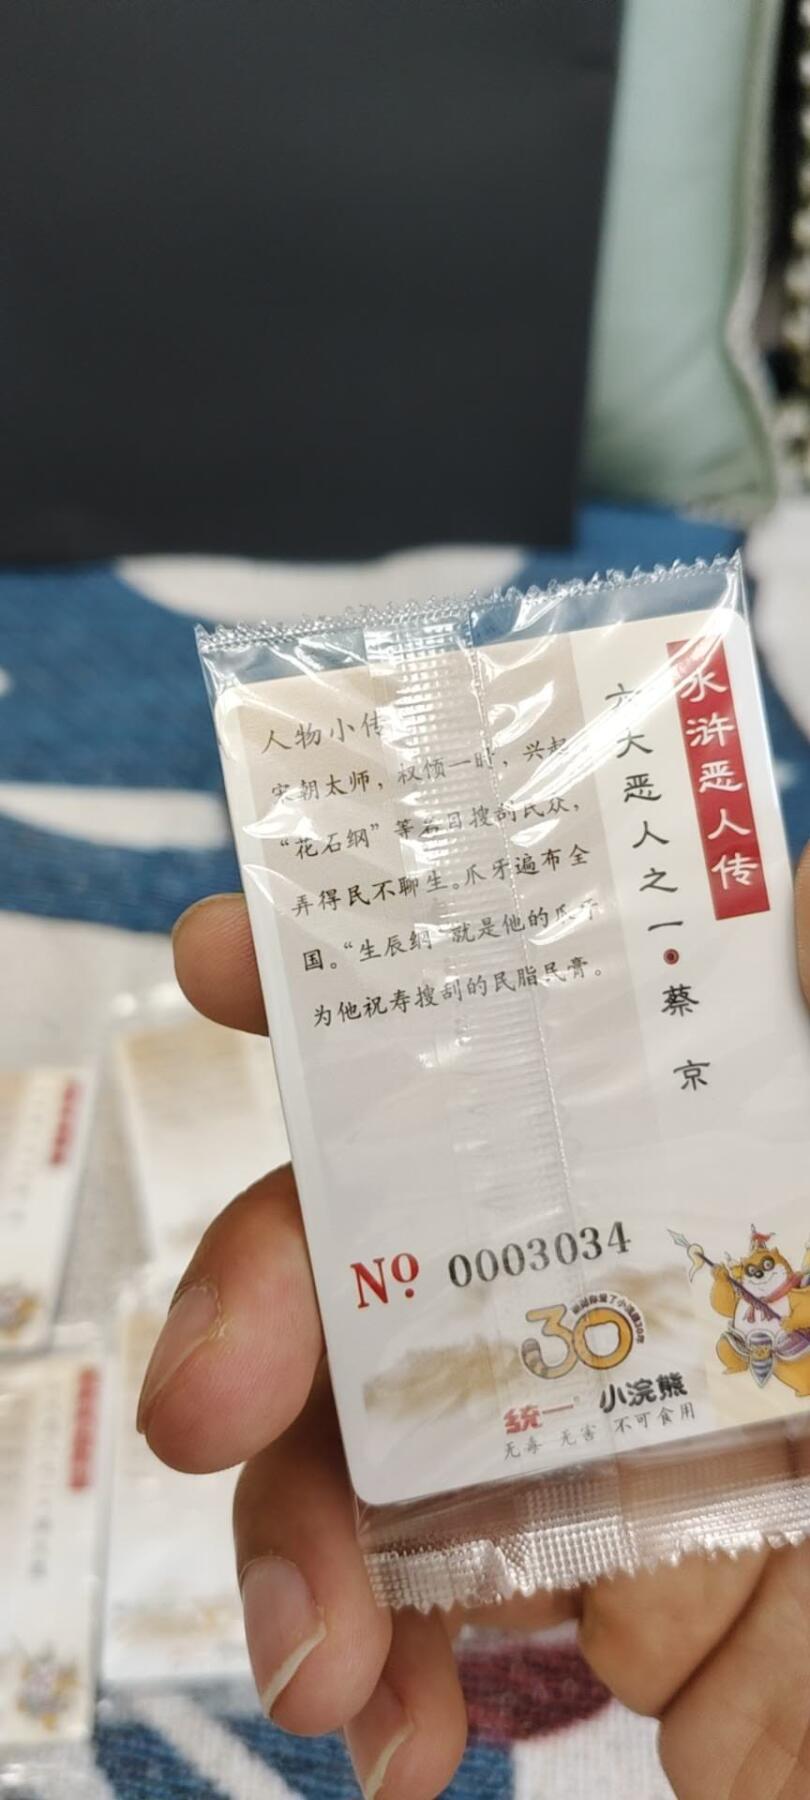 水浒恶人传
六大恶人之一·蔡京
人物小传
宋朝太师，权倾一时，兴起
“花石纲”等名目搜刮民众，
弄得民不聊生。爪牙遍布全
国。“生辰纲”就是他的爪牙
为他祝寿搜刮的民脂民膏。
No. 0003034
30
统一® 小浣熊
无毒 无害 不可食用